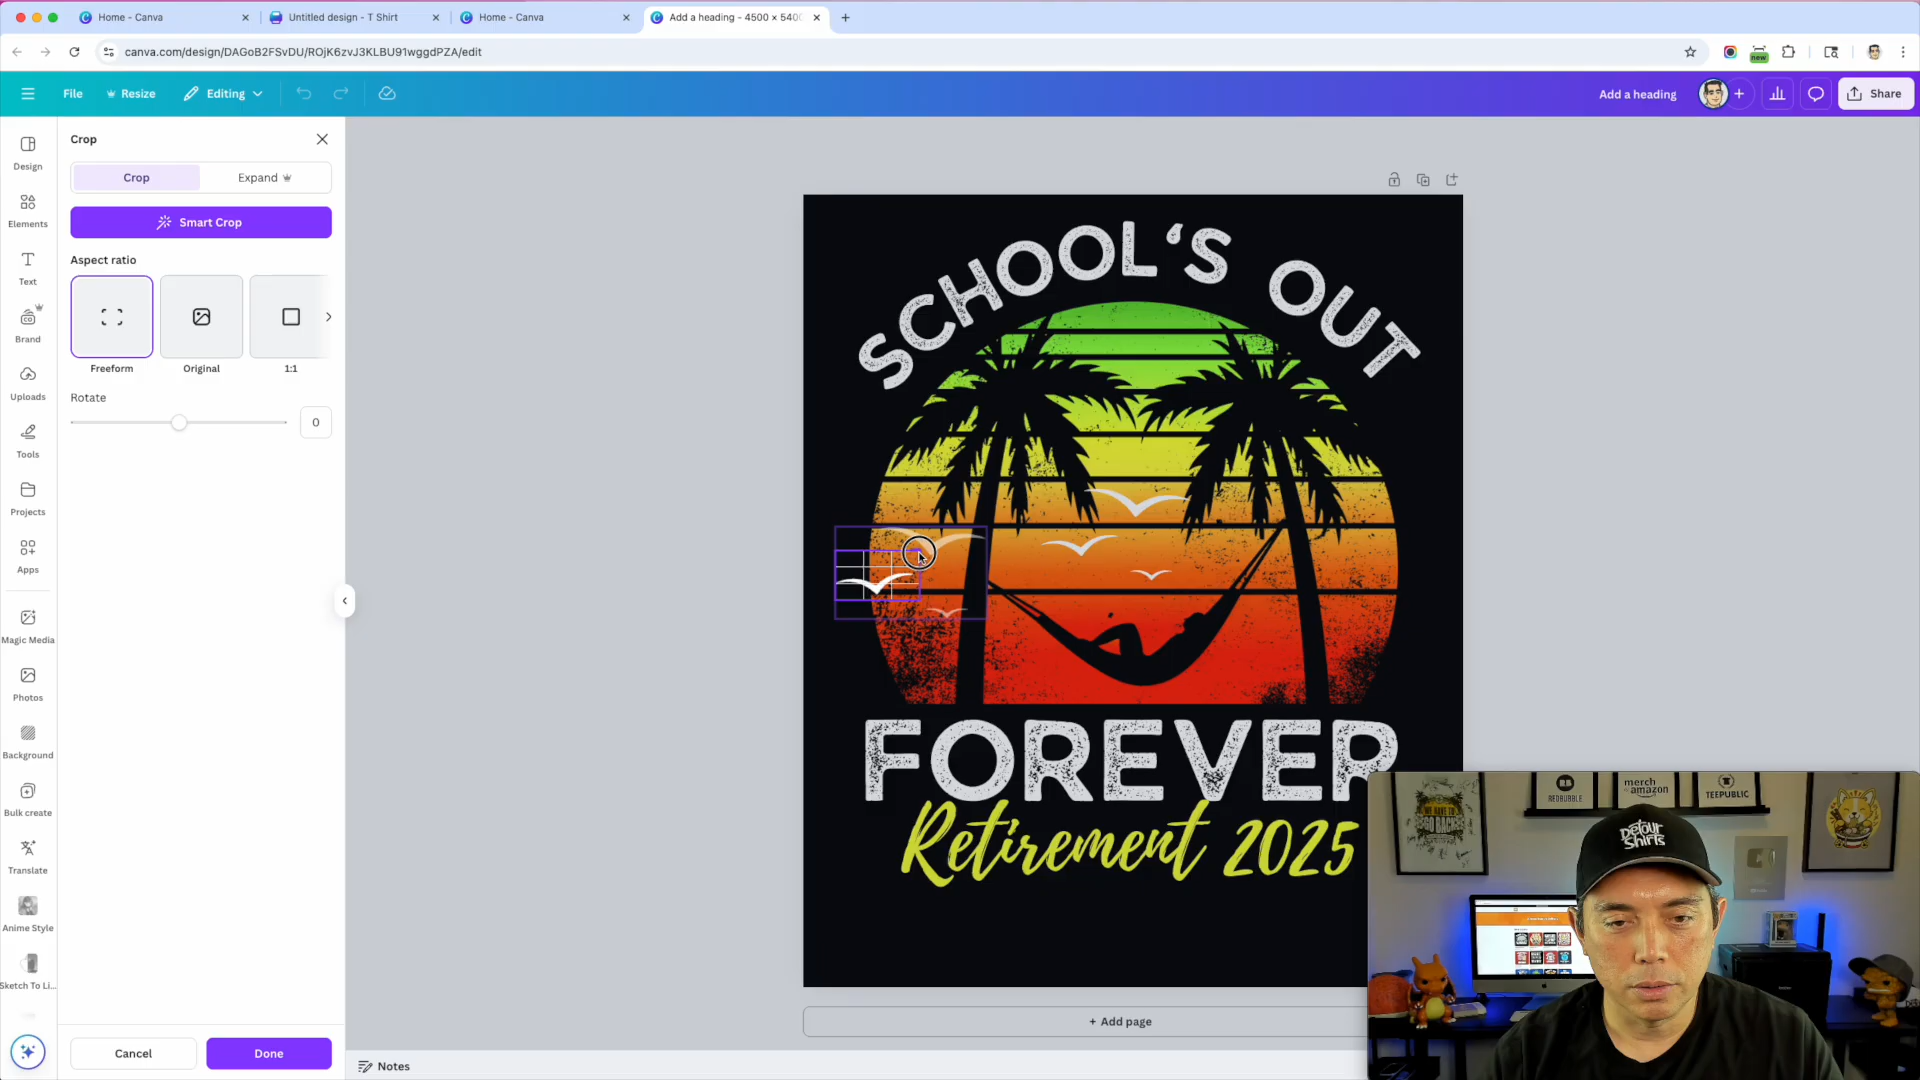 Home - Canva
Untitled design - T Shirt
Home - Canva
Add a heading - 4500 × 5400
canva.com/design/DAGoB2FSvDU/ROjK6zvJ3KLBU91wggdPZA/edit
new
File
Resize
Editing
Add a heading
Share
Design
Elements
Text
Brand
Uploads
Tools
Projects
Apps
Magic Media
Photos
Background
Bulk create
Translate
Anime Style
Sketch To Li...
Crop
Crop
Expand
Smart Crop
Aspect ratio
Freeform
Original
1:1
Rotate
0
Cancel
Done
SCHOOL'S OUT
FOREVER
Retirement 2025
+ Add page
Notes
REDBUBBLE
merch
amazon
TEEPUBLIC
DETOUR
SHIRTS